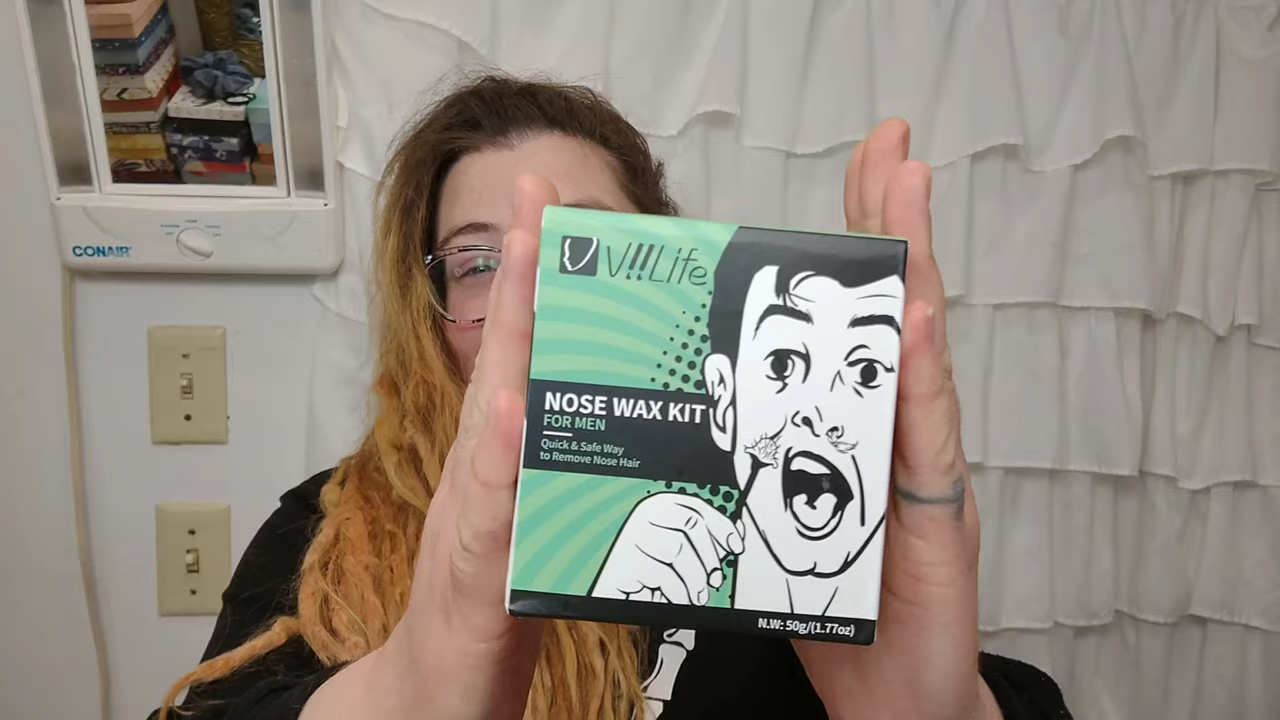 CONAIR
V!!Life
NOSE WAX KIT
FOR MEN
Quick & Safe Way
to Remove Nose Hair
N.W: 50g/(1.77oz)